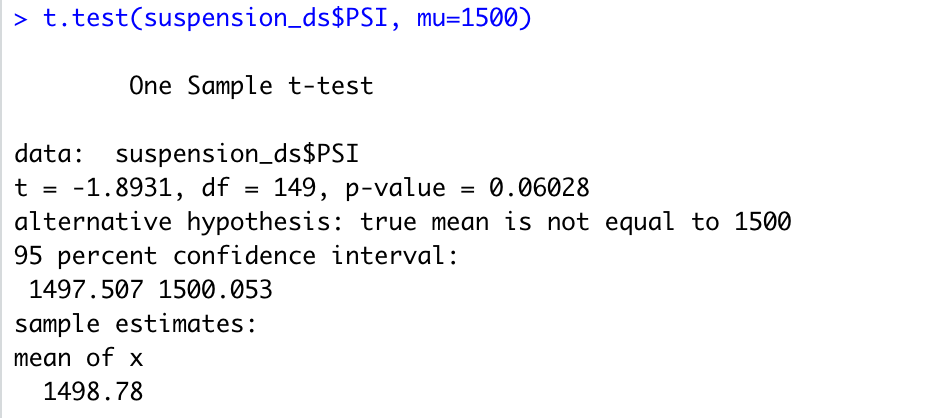 > t.test(suspension_ds$PSI, mu=1500)
One Sample t-test
data:  suspension_ds$PSI
t = -1.8931, df = 149, p-value = 0.06028
alternative hypothesis: true mean is not equal to 1500
95 percent confidence interval:
1497.507 1500.053
sample estimates:
mean of x
1498.78